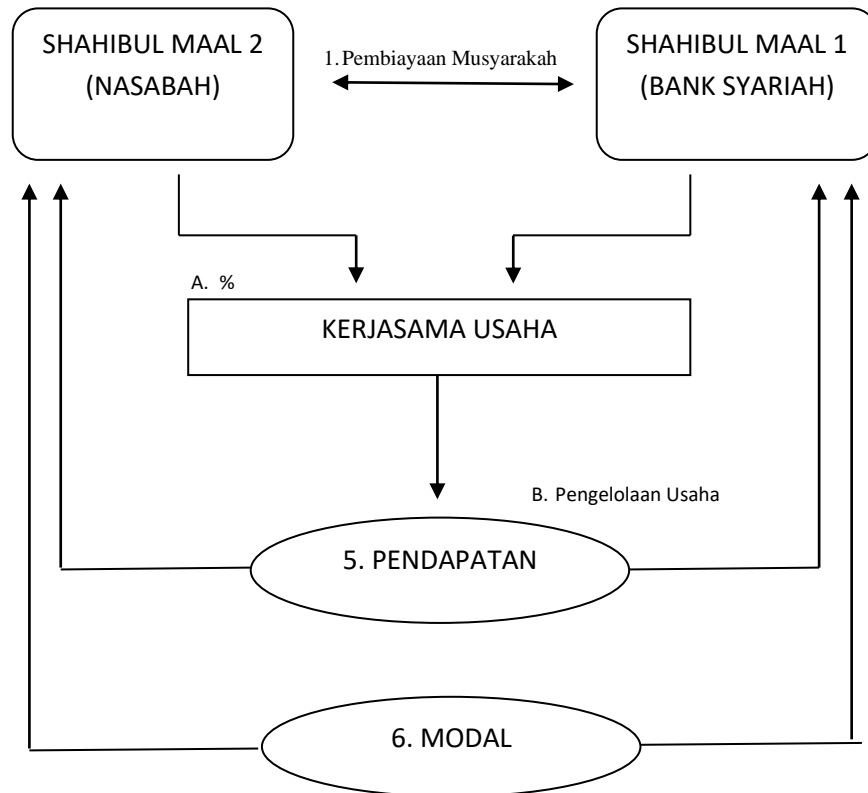 SHAHIBUL MAAL 2
(NASABAH)
1. Pembiayaan Musyarakah
SHAHIBUL MAAL 1
(BANK SYARIAH)
A. %
KERJASAMA USAHA
B. Pengelolaan Usaha
5. PENDAPATAN
6. MODAL